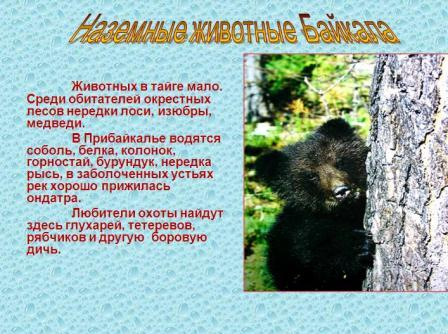 Наземные животные Байкала
Животных в тайге мало.
Среди обитателей окрестных
лесов нередки лоси, изюбры,
медведи.
В Прибайкалье водятся
соболь, белка, колонок,
горностай, бурундук, нередка
рысь, в заболоченных устьях
рек хорошо прижилась
ондатра.
Любители охоты найдут
здесь глухарей, тетеревов,
рябчиков и другую боровую
дичь.